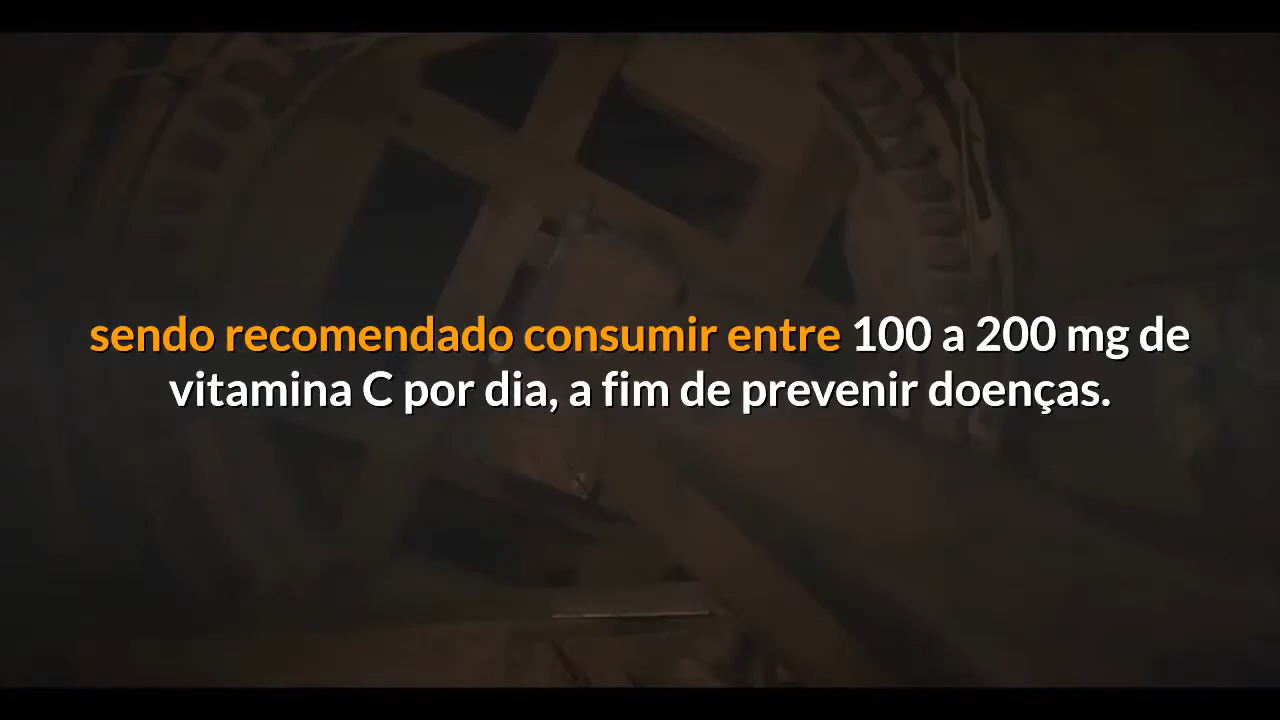 sendo recomendado consumir entre 100 a 200 mg de
vitamina C por dia, a fim de prevenir doenças.